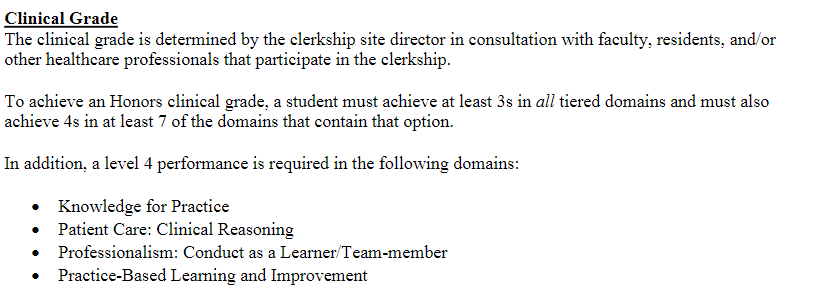 Clinical Grade
The clinical grade is determined by the clerkship site director in consultation with faculty, residents, and/or
other healthcare professionals that participate in the clerkship.
To achieve an Honors clinical grade, a student must achieve at least 3s in all tiered domains and must also
achieve 4s in at least 7 of the domains that contain that option.
In addition, a level 4 performance is required in the following domains:
• Knowledge for Practice
• Patient Care: Clinical Reasoning
• Professionalism: Conduct as a Learner/Team-member
• Practice-Based Learning and Improvement